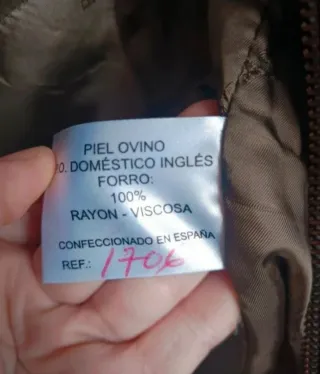 PIEL OVINO
P.O. DOMÉSTICO INGLÉS
FORRO:
100%
RAYON - VISCOSA
CONFECCIONADO EN ESPAÑA
REF.: 1706